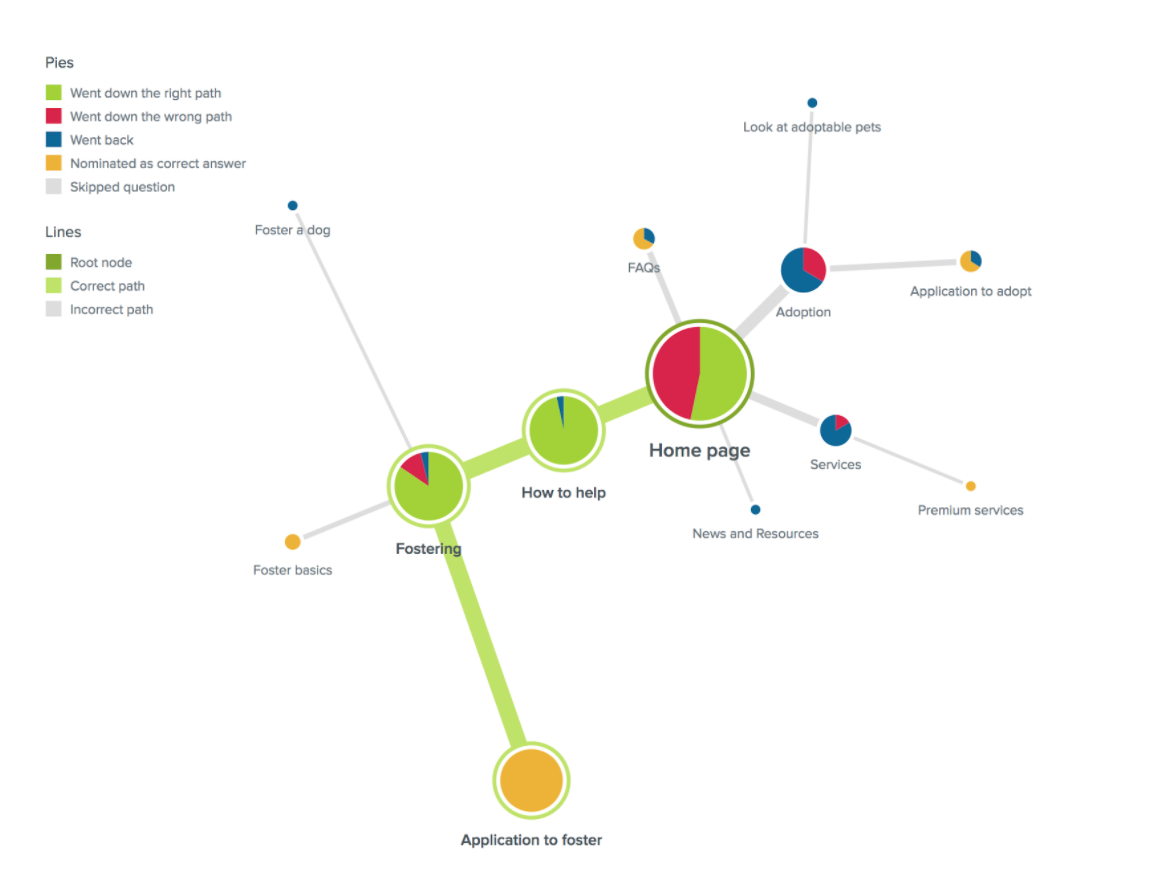 Pies
Went down the right path
Went down the wrong path
Went back
Nominated as correct answer
Skipped question
Lines
Root node
Correct path
Incorrect path
Look at adoptable pets
Foster a dog
FAQs
Application to adopt
Adoption
Home page
Services
How to help
Premium services
News and Resources
Fostering
Foster basics
Application to foster